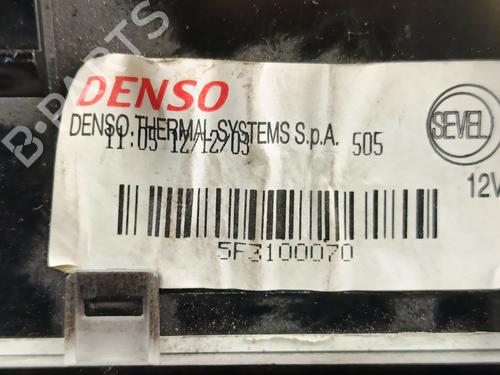 B-PARTS
DENSO
DENSO THERMAL SYSTEMS S.p.A.
11:05 12/12/03 505
SEVEL
12V
5F3100070